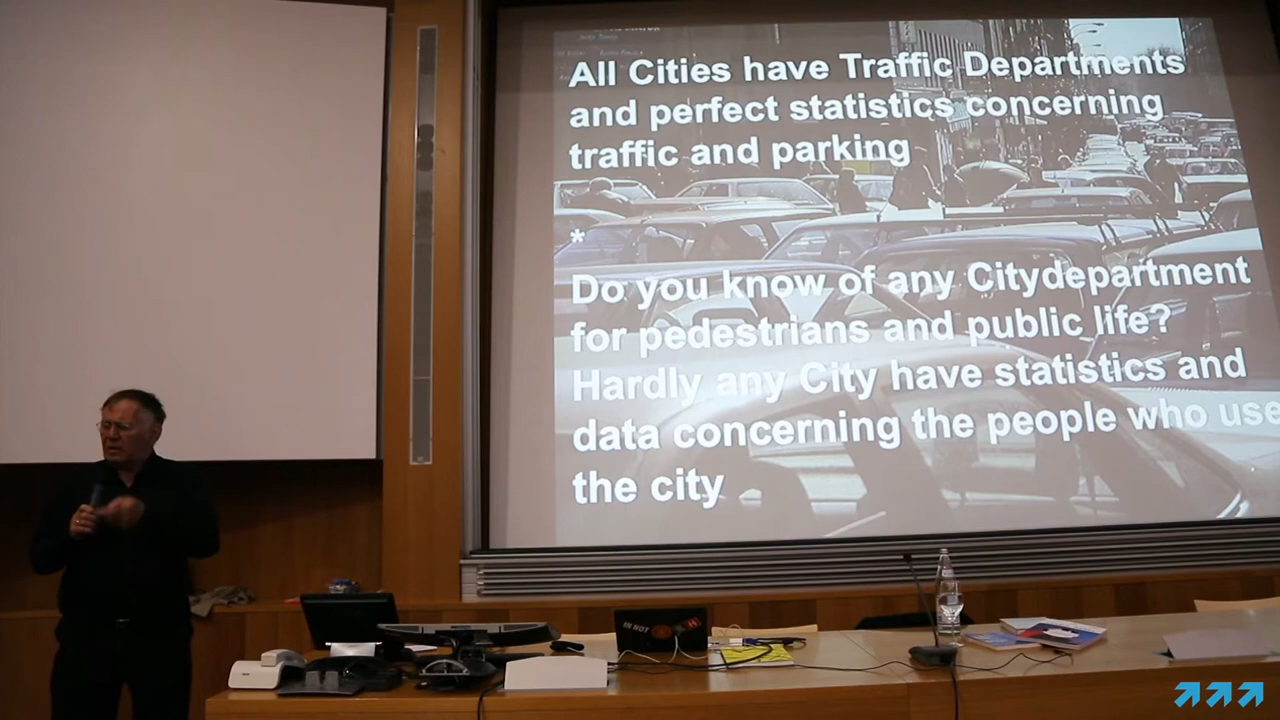 All Cities have Traffic Departments
and perfect statistics concerning
traffic and parking
*
Do you know of any Citydepartment
for pedestrians and public life?
Hardly any City have statistics and
data concerning the people who use
the city